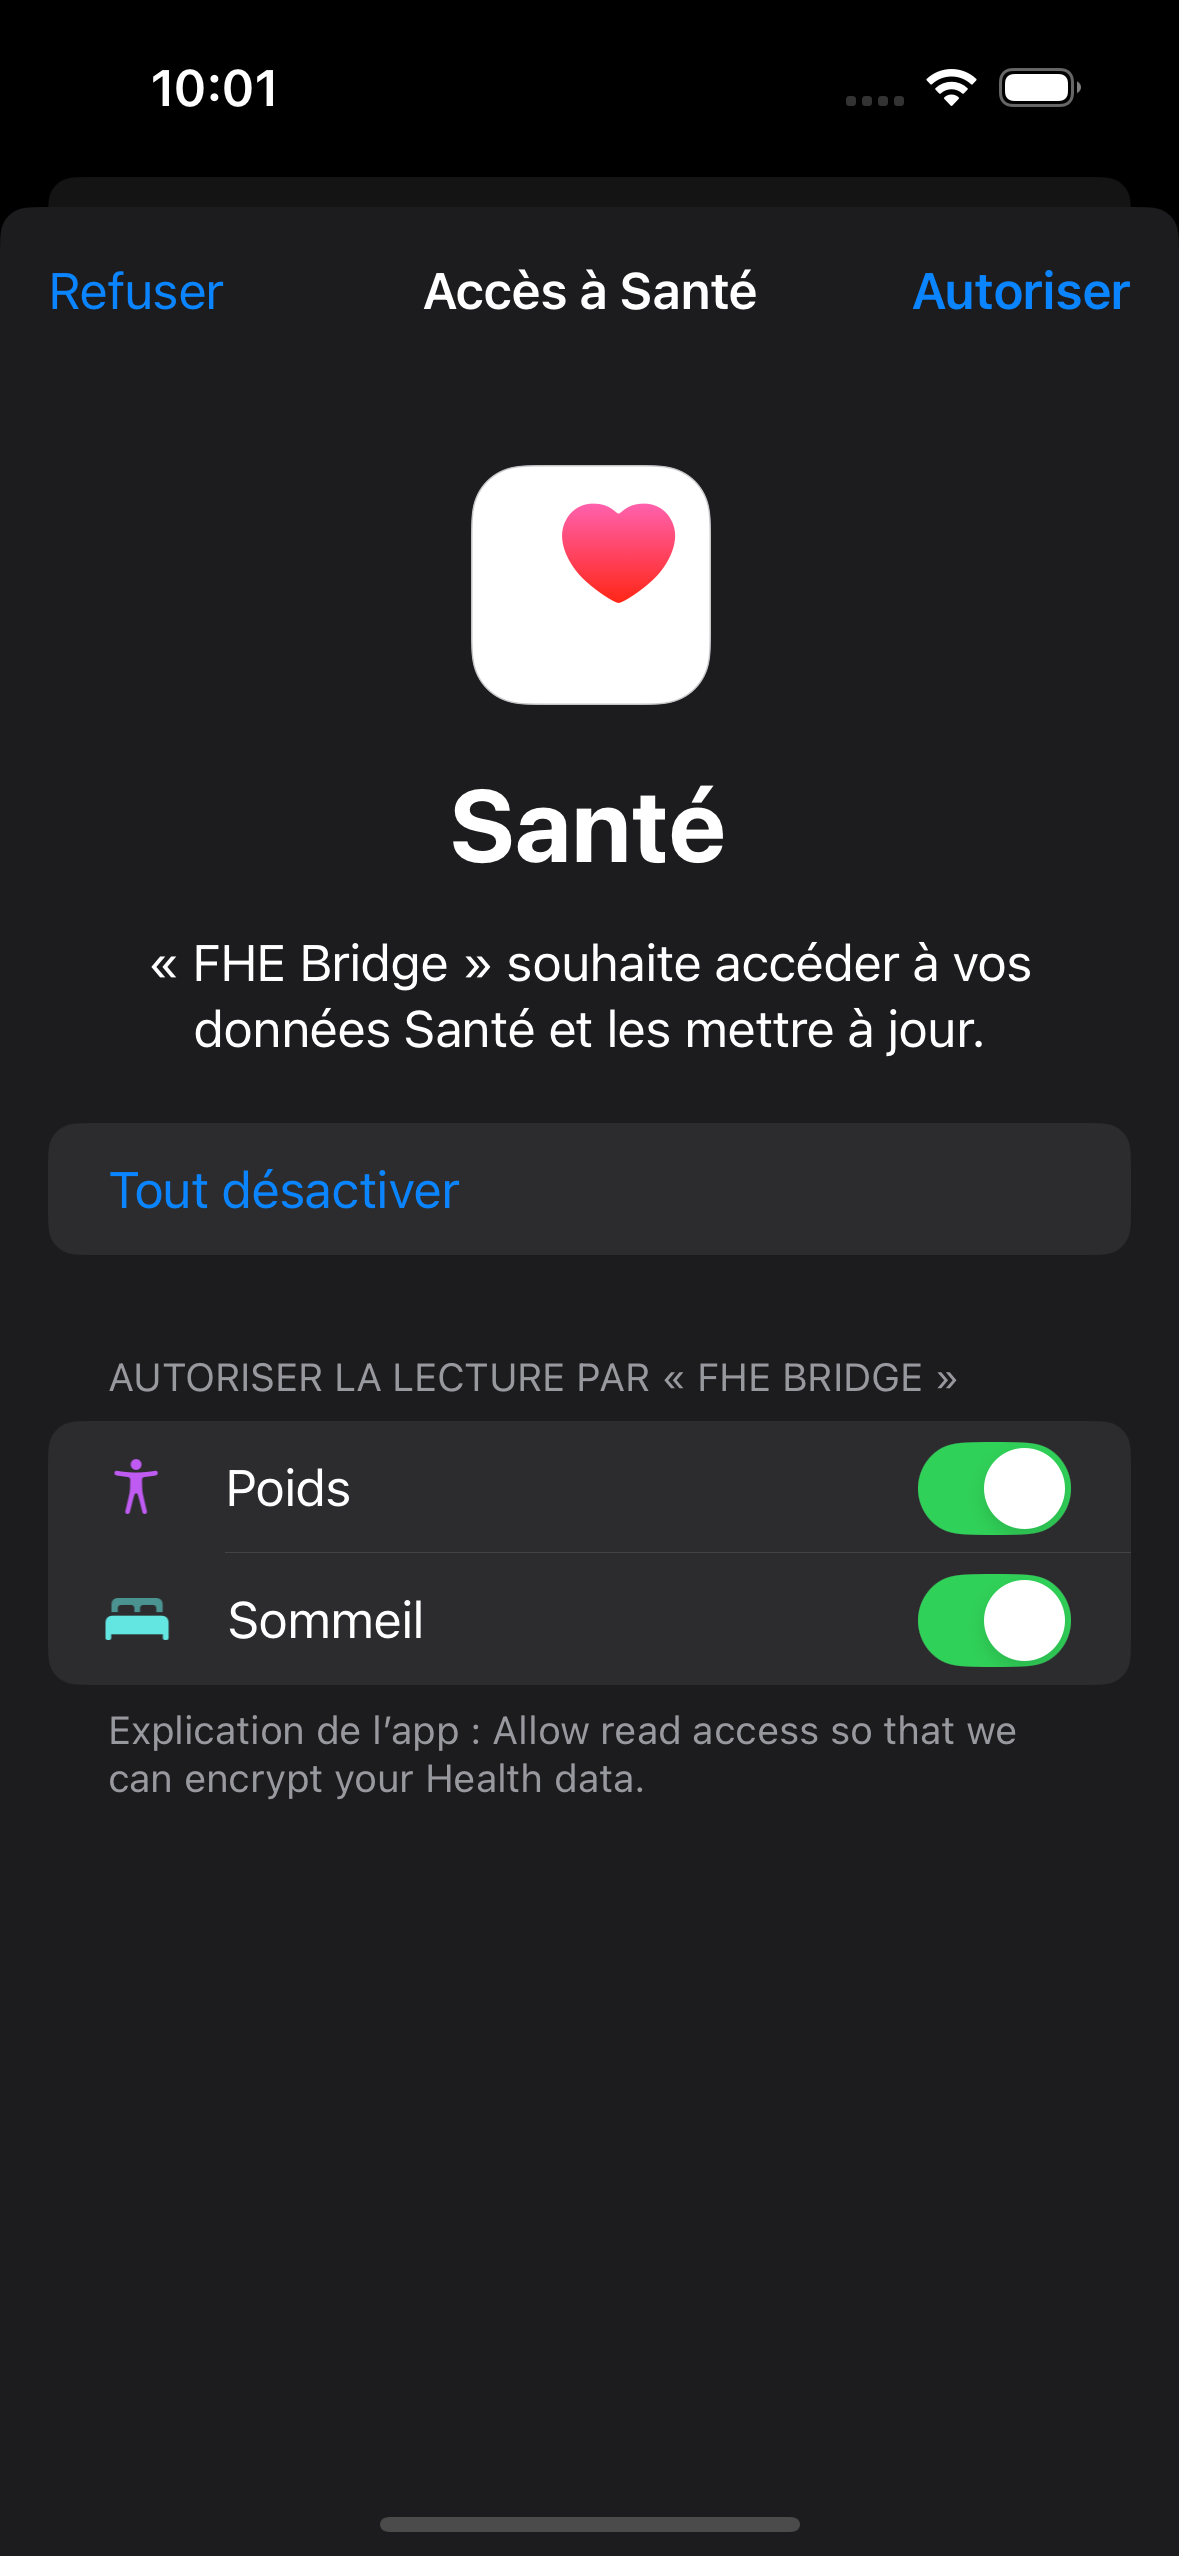 10:01
Refuser
Accès à Santé
Autoriser
Santé
« FHE Bridge » souhaite accéder à vos
données Santé et les mettre à jour.
Tout désactiver
AUTORISER LA LECTURE PAR « FHE BRIDGE »
Poids
Sommeil
Explication de l’app : Allow read access so that we
can encrypt your Health data.